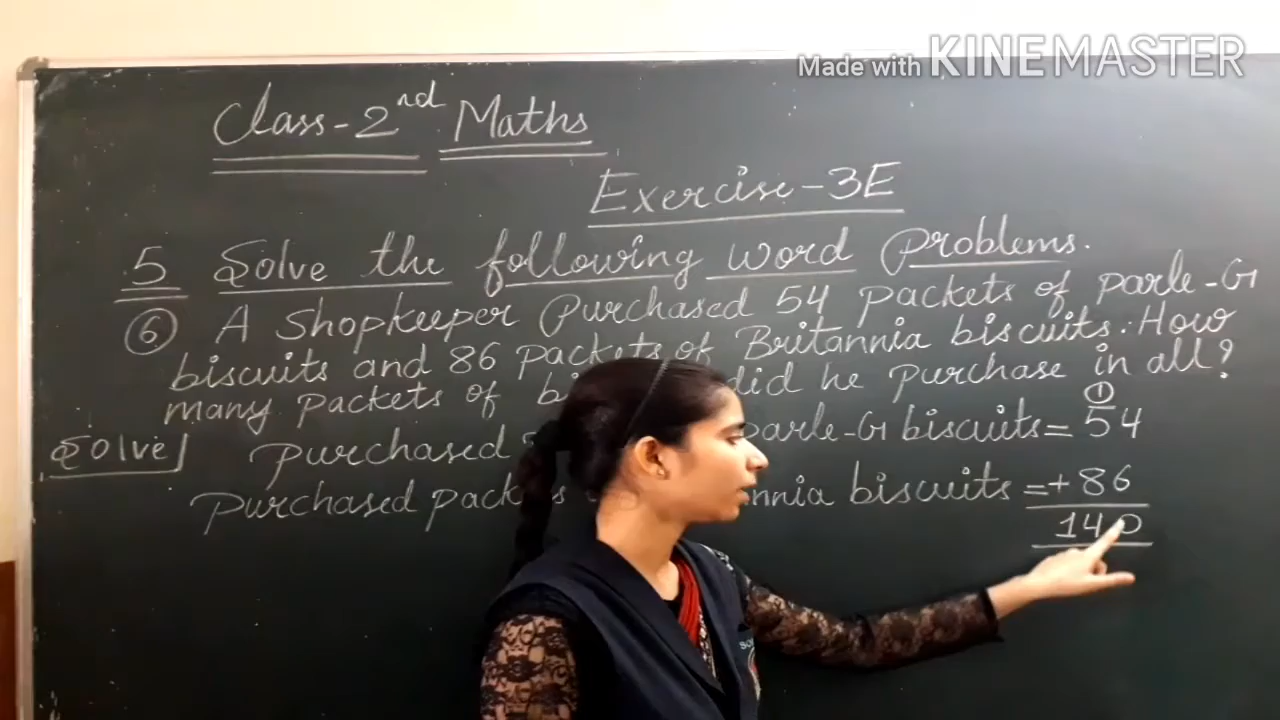 Made with KINEMASTER
Class-2nd Maths
Exercise-3E
5 Solve the following word Problems.
⑥ A Shopkeeper Purchased 54 packets of parle-G
biscuits and 86 packets of Britannia biscuits. How
many packets of did he purchase in all?
①
Solve Purchased parle-G biscuits = 54
Purchased biscuits = + 86
140